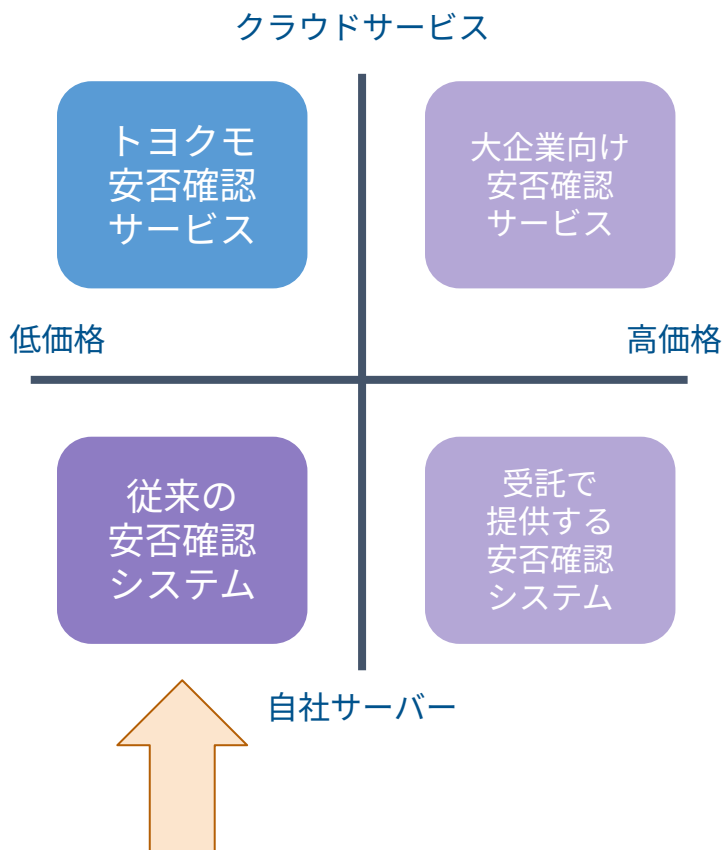 クラウドサービス
トヨクモ
安否確認
サービス
大企業向け
安否確認
サービス
低価格
高価格
従来の
安否確認
システム
受託で
提供する
安否確認
システム
自社サーバー